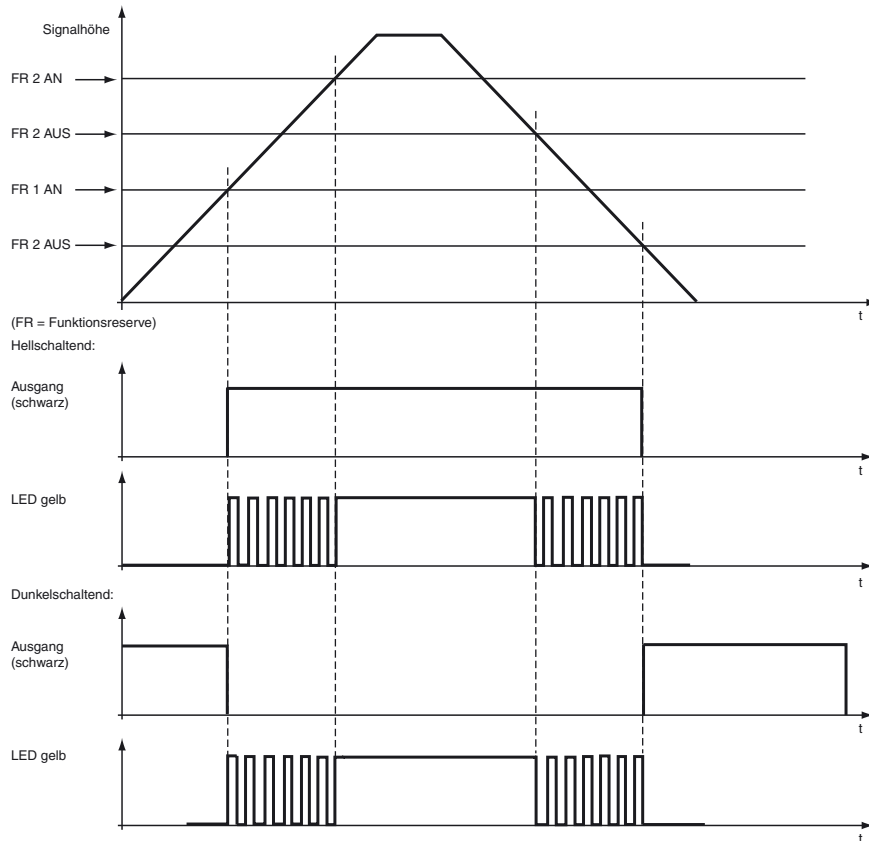 Signalhöhe
FR 2 AN
FR 2 AUS
FR 1 AN
FR 2 AUS
t
(FR = Funktionsreserve)
Hellschaltend:
Ausgang
(schwarz)
t
LED gelb
t
Dunkelschaltend:
Ausgang
(schwarz)
t
LED gelb
t